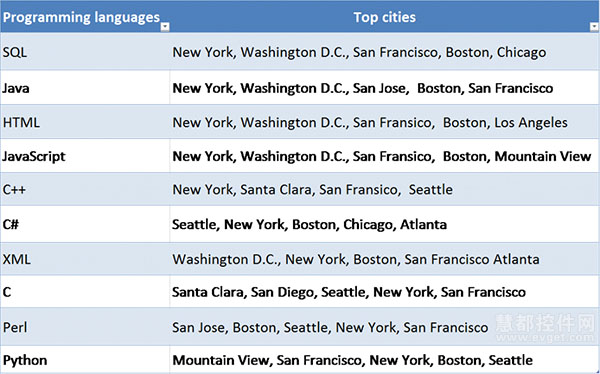 Programming languages Top cities
SQL New York, Washington D.C., San Francisco, Boston, Chicago
Java New York, Washington D.C., San Jose, Boston, San Francisco
HTML New York, Washington D.C., San Fransico, Boston, Los Angeles
JavaScript New York, Washington D.C., San Fransico, Boston, Mountain View
C++ New York, Santa Clara, San Fransico, Seattle
C# Seattle, New York, Boston, Chicago, Atlanta
XML Washington D.C., New York, Boston, San Francisco Atlanta
C Santa Clara, San Diego, Seattle, New York, San Francisco
Perl San Jose, Boston, Seattle, New York, San Francisco
慧都控件网
www.evget.com
Python Mountain View, San Francisco, New York, Boston, Seattle